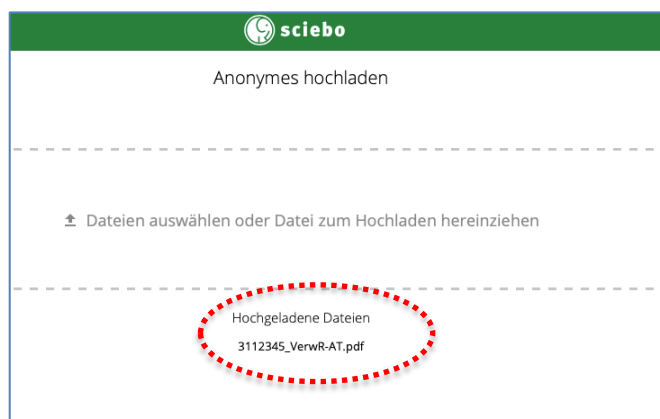 sciebo
Anonymes hochladen
Dateien auswählen oder Datei zum Hochladen hereinziehen
Hochgeladene Dateien
3112345_VerwR-AT.pdf